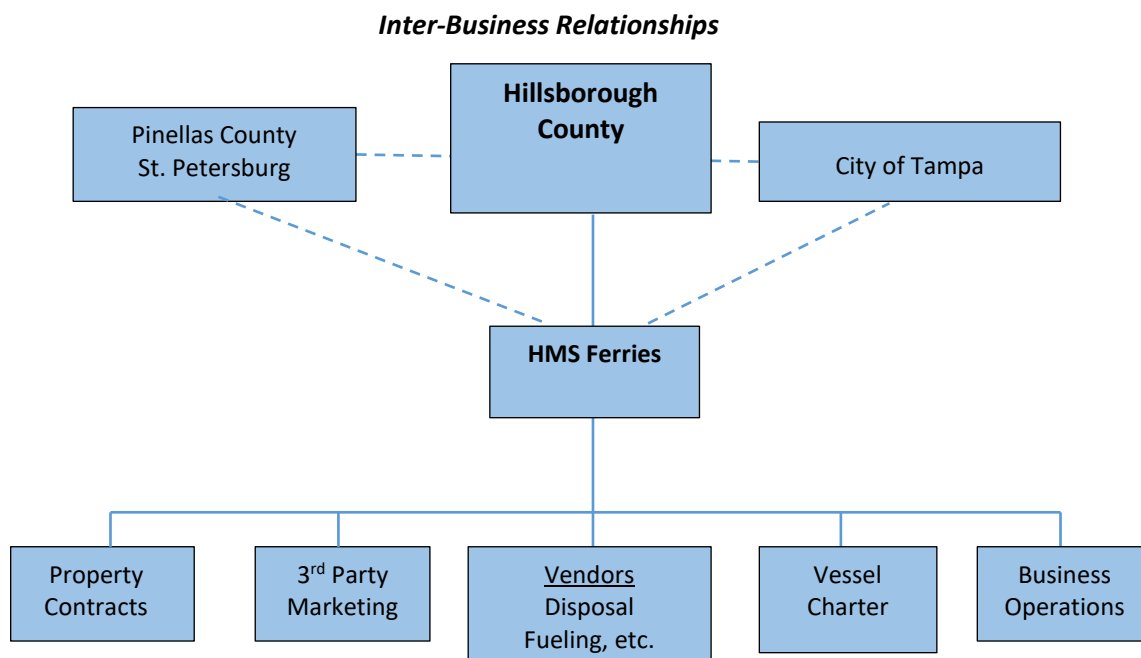 Inter-Business Relationships
Hillsborough
County
Pinellas County
St. Petersburg
City of Tampa
HMS Ferries
Property
Contracts
3rd Party
Marketing
Vendors
Disposal
Fueling, etc.
Vessel
Charter
Business
Operations